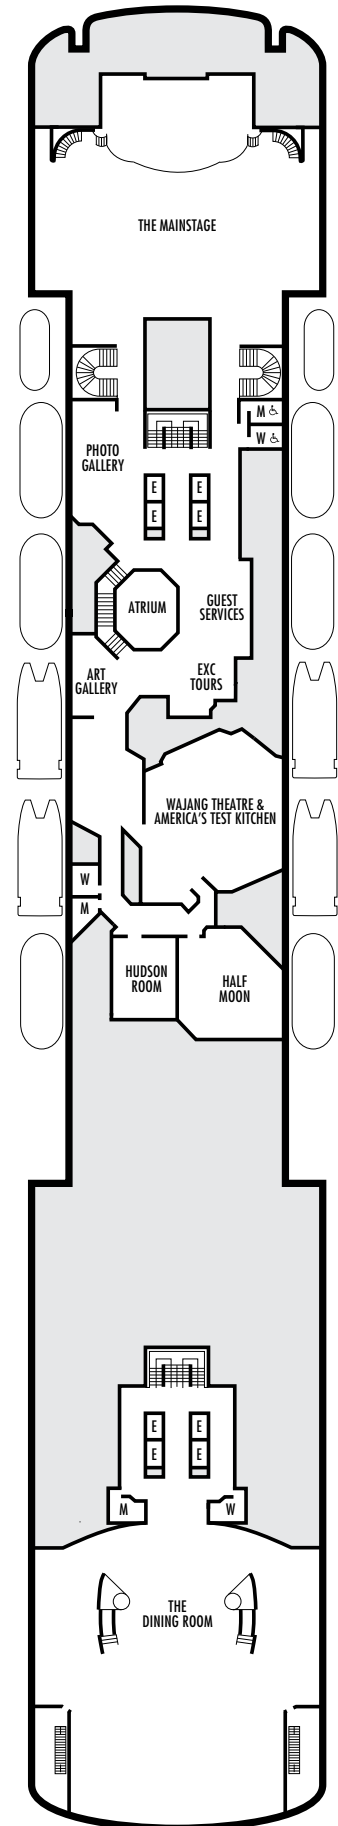 THE MAINSTAGE
M ♿
W ♿
PHOTO
GALLERY
E E
E E
ATRIUM
GUEST
SERVICES
ART
GALLERY
EXC
TOURS
WAJANG THEATRE &
AMERICA'S TEST KITCHEN
W
M
HUDSON
ROOM
HALF
MOON
E E
E E
M W
THE
DINING ROOM